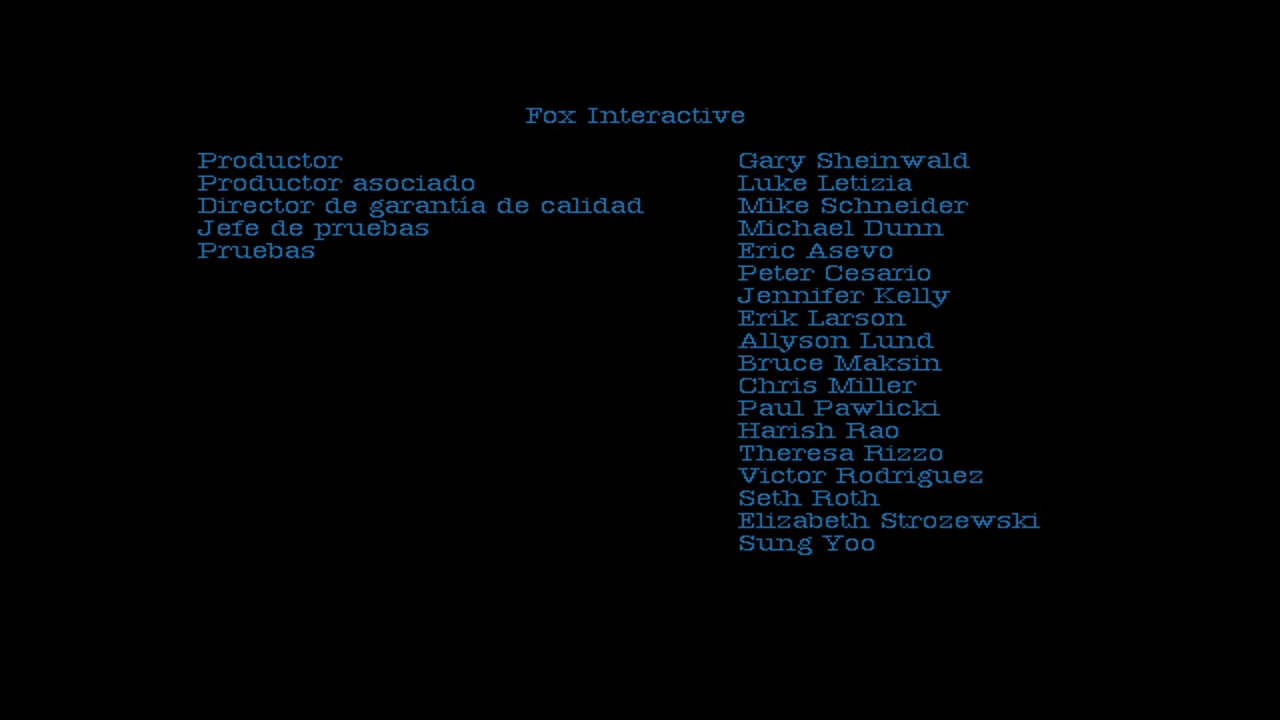 Fox Interactive
Productor Gary Sheinwald
Productor asociado Luke Letizia
Director de garantía de calidad Mike Schneider
Jefe de pruebas Michael Dunn
Pruebas Eric Asevo
Peter Cesario
Jennifer Kelly
Erik Larson
Allyson Lund
Bruce Maksin
Chris Miller
Paul Pawlicki
Harish Rao
Theresa Rizzo
Victor Rodriguez
Seth Roth
Elizabeth Strozewski
Sung Yoo